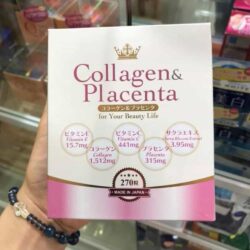 Collagen&
Placenta
コラーゲン&プラセンタ
for Your Beauty Life
ビタミンE
Vitamin E
15.7mg
ビタミンC
Vitamin C
441mg
サクラエキス
3.95mg
コラーゲン
Collagen
1,512mg
プラセンタ
Placenta
315mg
270粒
MADE IN JAPAN